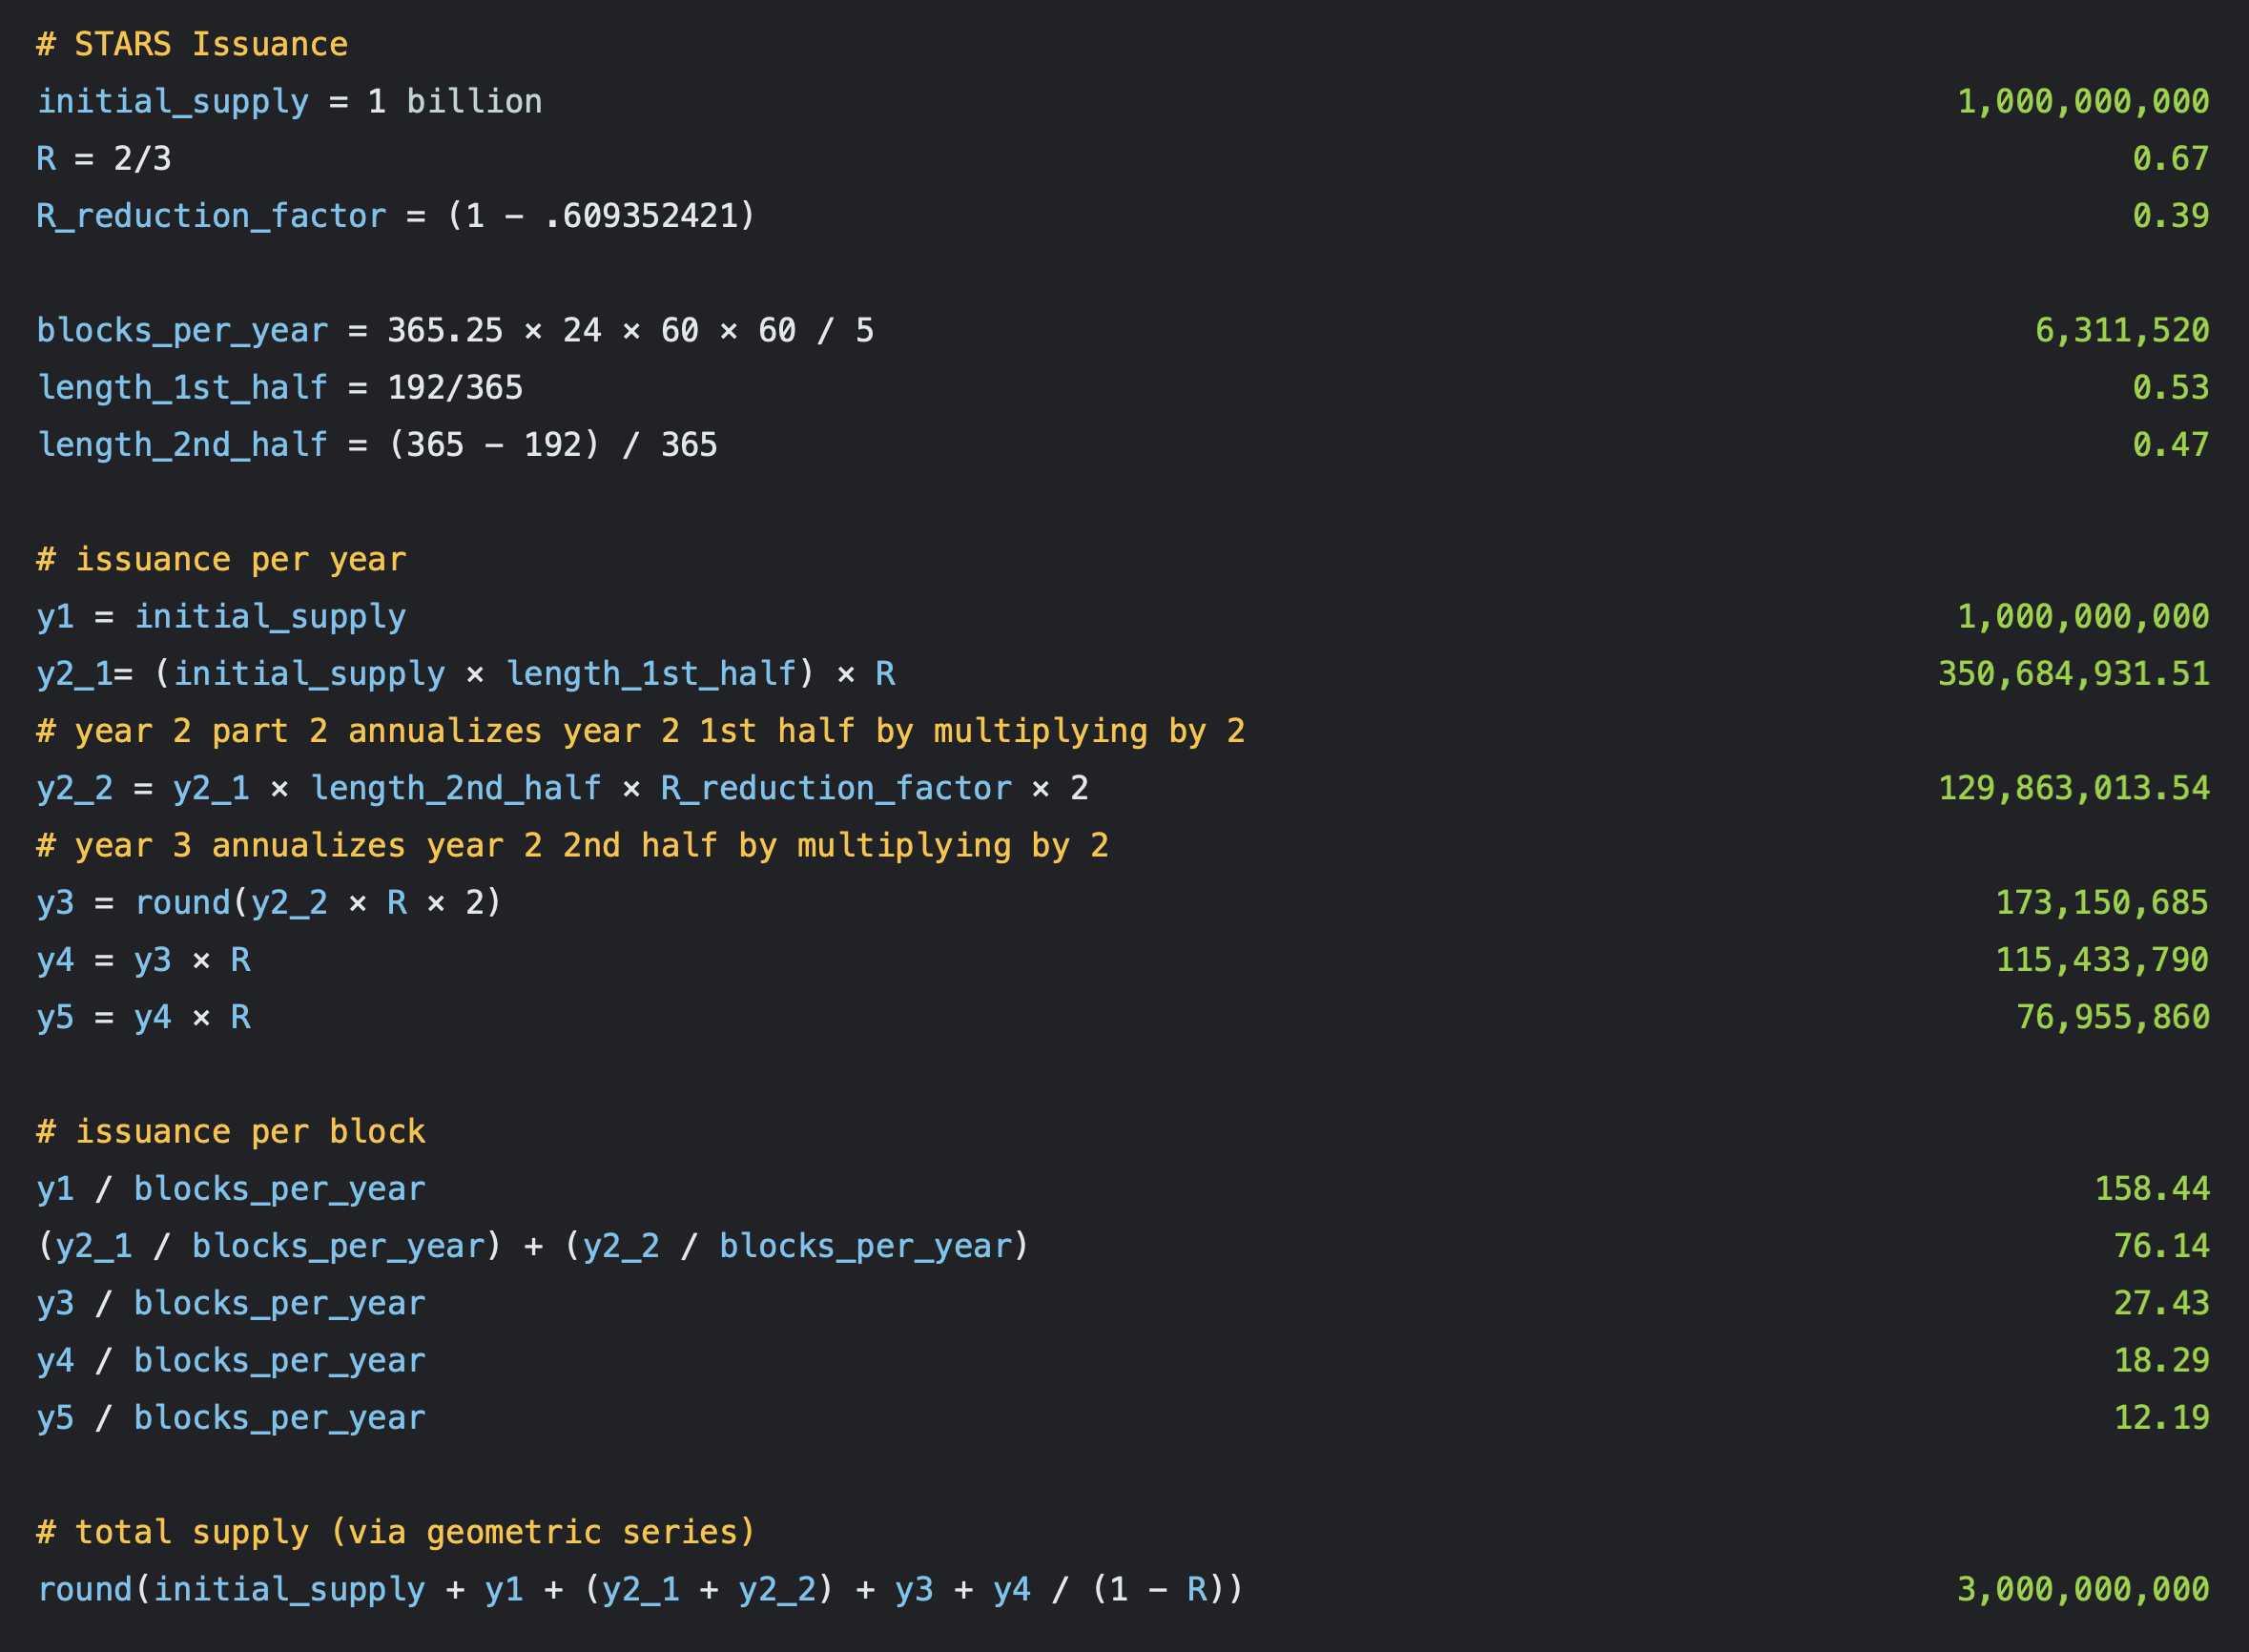 # STARS Issuance
initial_supply = 1 billion 1,000,000,000
R = 2/3 0.67
R_reduction_factor = (1 − .609352421) 0.39
blocks_per_year = 365.25 × 24 × 60 × 60 / 5 6,311,520
length_1st_half = 192/365 0.53
length_2nd_half = (365 − 192) / 365 0.47
# issuance per year
y1 = initial_supply 1,000,000,000
y2_1= (initial_supply × length_1st_half) × R 350,684,931.51
# year 2 part 2 annualizes year 2 1st half by multiplying by 2
y2_2 = y2_1 × length_2nd_half × R_reduction_factor × 2 129,863,013.54
# year 3 annualizes year 2 2nd half by multiplying by 2
y3 = round(y2_2 × R × 2) 173,150,685
y4 = y3 × R 115,433,790
y5 = y4 × R 76,955,860
# issuance per block
y1 / blocks_per_year 158.44
(y2_1 / blocks_per_year) + (y2_2 / blocks_per_year) 76.14
y3 / blocks_per_year 27.43
y4 / blocks_per_year 18.29
y5 / blocks_per_year 12.19
# total supply (via geometric series)
round(initial_supply + y1 + (y2_1 + y2_2) + y3 + y4 / (1 − R)) 3,000,000,000